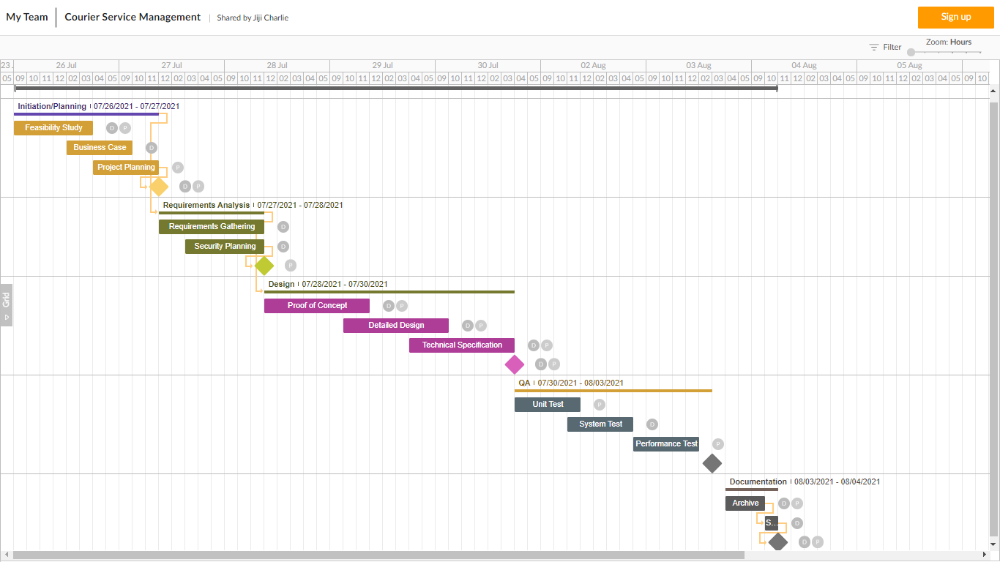 My Team Courier Service Management Shared by Jiji Charlie Sign up
Filter Zoom: Hours
23 26 Jul 27 Jul 28 Jul 29 Jul 30 Jul 02 Aug 03 Aug 04 Aug 05 Aug
05 09 10 11 12 02 03 04 05 09 10 11 12 02 03 04 05 09 10 11 12 02 03 04 05 09 10 11 12 02 03 04 05 09 10 11 12 02 03 04 05 09 10 11 12 02 03 04 05 09 10 11 12 02 03 04 05 09 10 11 12 02 03 04 05 09 10 11 12 02 03 04 05 09 10
Initiation/Planning 07/26/2021 - 07/27/2021
Feasibility Study D P
Business Case D
Project Planning P
D P
Requirements Analysis 07/27/2021 - 07/28/2021
Requirements Gathering D
Security Planning D
P
Design 07/28/2021 - 07/30/2021
Grid
Proof of Concept D P
Detailed Design D P
Technical Specification D P
D P
QA 07/30/2021 - 08/03/2021
Unit Test P
System Test D
Performance Test P
Documentation 08/03/2021 - 08/04/2021
Archive D P
S... D
D P